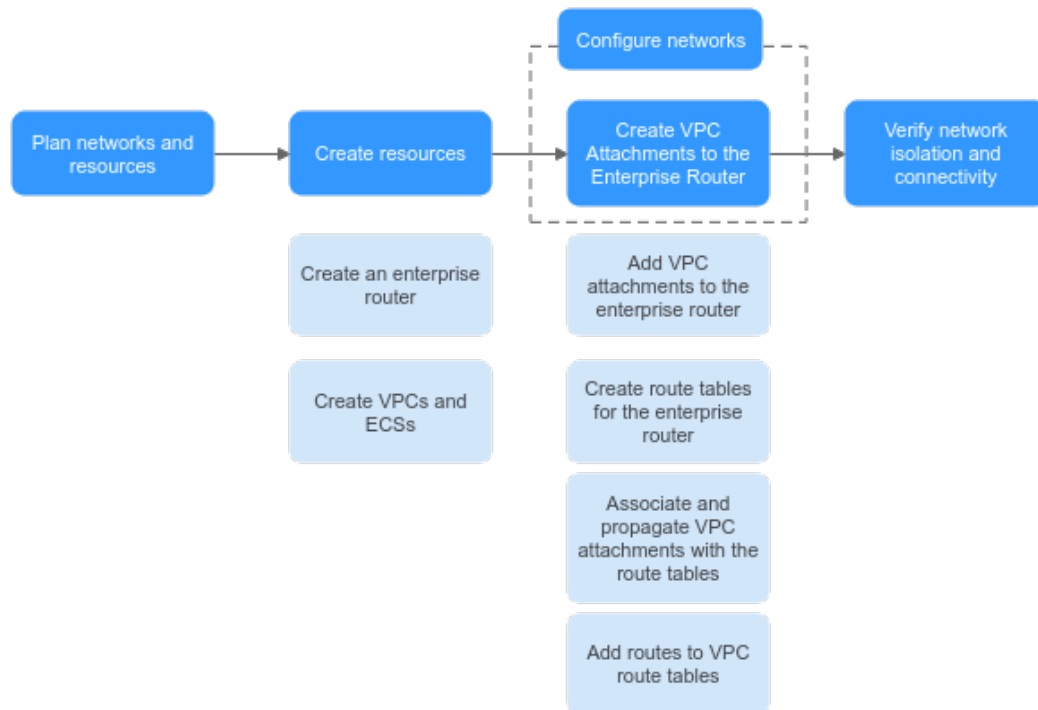 Configure networks
Plan networks and
resources
Create resources
Create VPC
Attachments to the
Enterprise Router
Verify network
isolation and
connectivity
Create an enterprise
router
Add VPC
attachments to the
enterprise router
Create VPCs and
ECSs
Create route tables
for the enterprise
router
Associate and
propagate VPC
attachments with the
route tables
Add routes to VPC
route tables